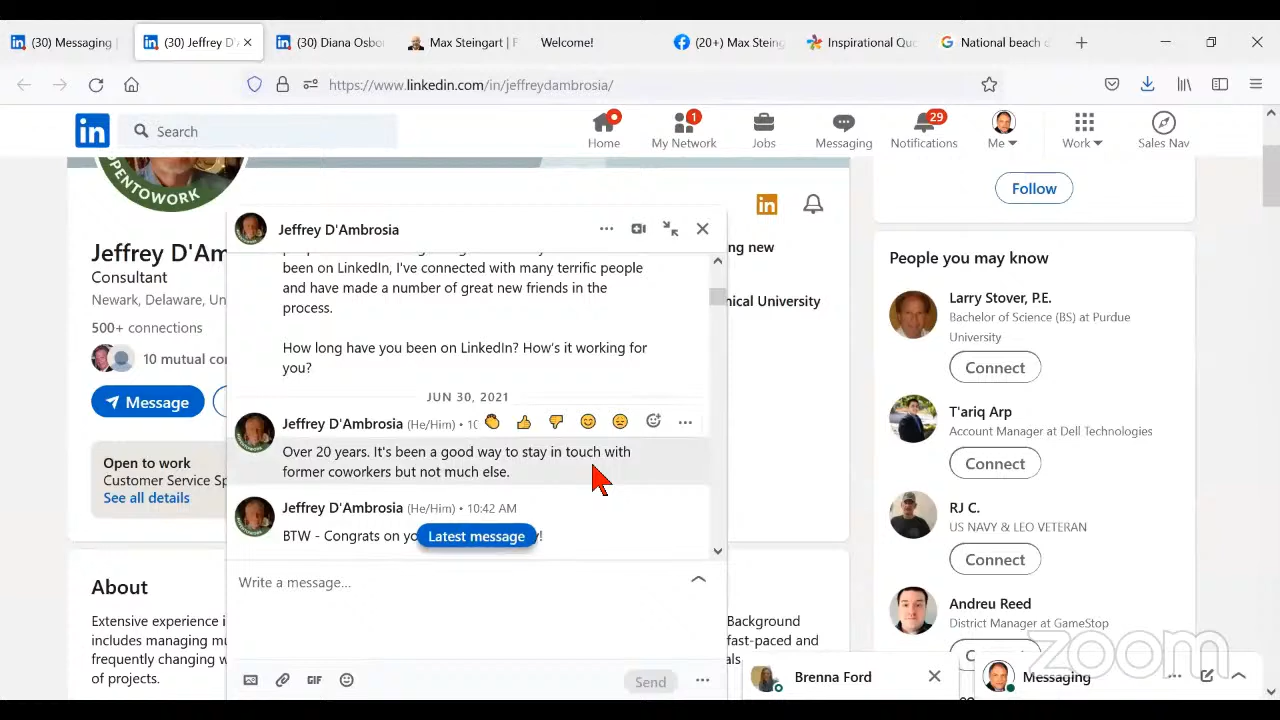 (30) Messaging
(30) Jeffrey D'A
(30) Diana Osbo
Max Steingart | F
Welcome!
(20+) Max Steing
Inspirational Quo
National beach c
https://www.linkedin.com/in/jeffreydambrosia/
in
Search
Home
1
My Network
Jobs
Messaging
29
Notifications
Me
Work
Sales Nav
OPENTOWORK
Jeffrey D'Am
Consultant
Newark, Delaware, Un
500+ connections
10 mutual co
Message
Open to work
Customer Service Sp
See all details
About
Extensive experience i
includes managing mu
frequently changing w
of projects.
ng new
nical University
Background
fast-paced and
als
Jeffrey D'Ambrosia
been on LinkedIn, I've connected with many terrific people
and have made a number of great new friends in the
process.
How long have you been on LinkedIn? How's it working for
you?
JUN 30, 2021
Jeffrey D'Ambrosia (He/Him) • 10
Over 20 years. It's been a good way to stay in touch with
former coworkers but not much else.
Jeffrey D'Ambrosia (He/Him) • 10:42 AM
BTW - Congrats on yo
Latest message
!
Write a message...
GIF
Send
Follow
People you may know
Larry Stover, P.E.
Bachelor of Science (BS) at Purdue
University
Connect
T'ariq Arp
Account Manager at Dell Technologies
Connect
RJ C.
US NAVY & LEO VETERAN
Connect
Andreu Reed
District Manager at GameStop
Brenna Ford
Messaging
zoom